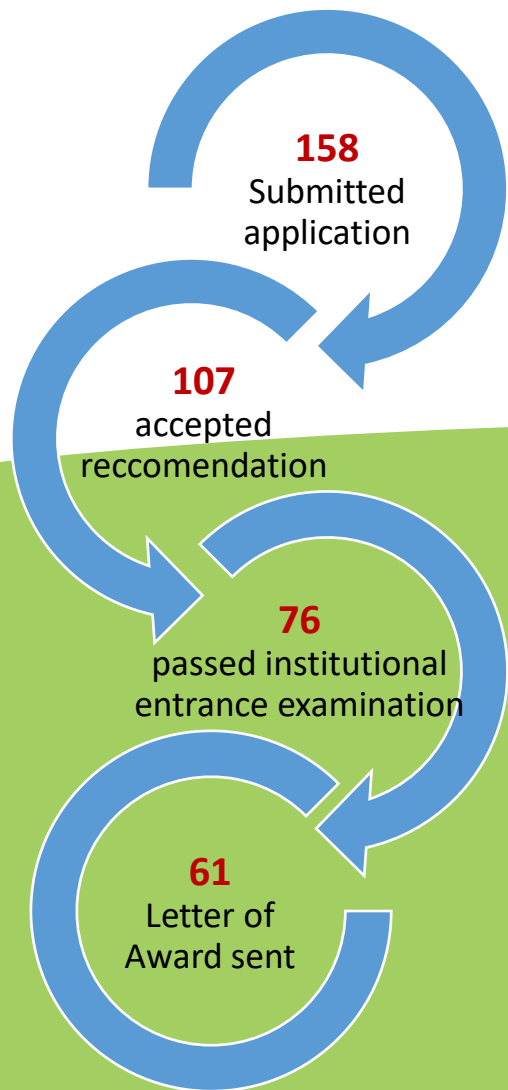 158
Submitted
application
107
accepted
reccomendation
76
passed institutional
entrance examination
61
Letter of
Award sent